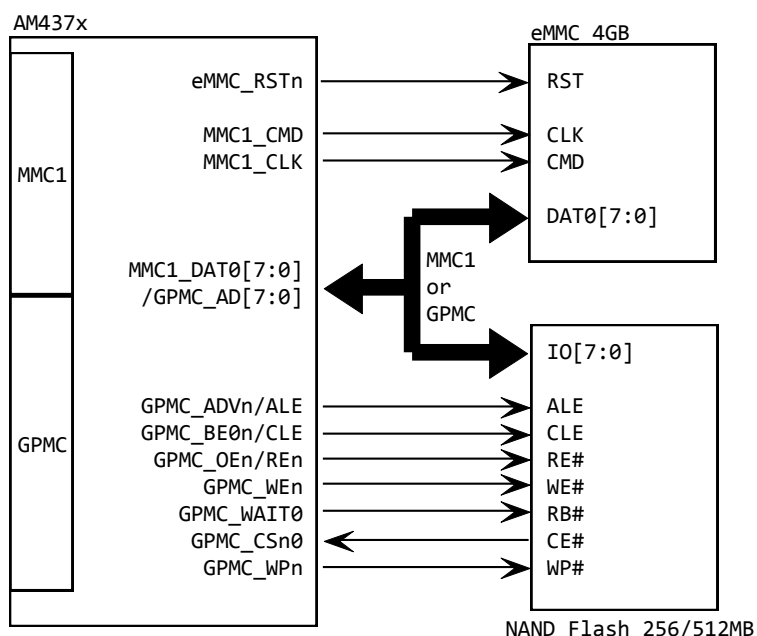 AM437x
eMMC 4GB
eMMC_RSTn
RST
MMC1_CMD
CLK
MMC1_CLK
CMD
MMC1
DAT0[7:0]
MMC1_DAT0[7:0]
/GPMC_AD[7:0]
MMC1
or
GPMC
IO[7:0]
GPMC_ADVn/ALE
ALE
GPMC_BE0n/CLE
CLE
GPMC
GPMC_OEn/REn
RE#
GPMC_WEn
WE#
GPMC_WAIT0
RB#
GPMC_CSn0
CE#
GPMC_WPn
WP#
NAND Flash 256/512MB